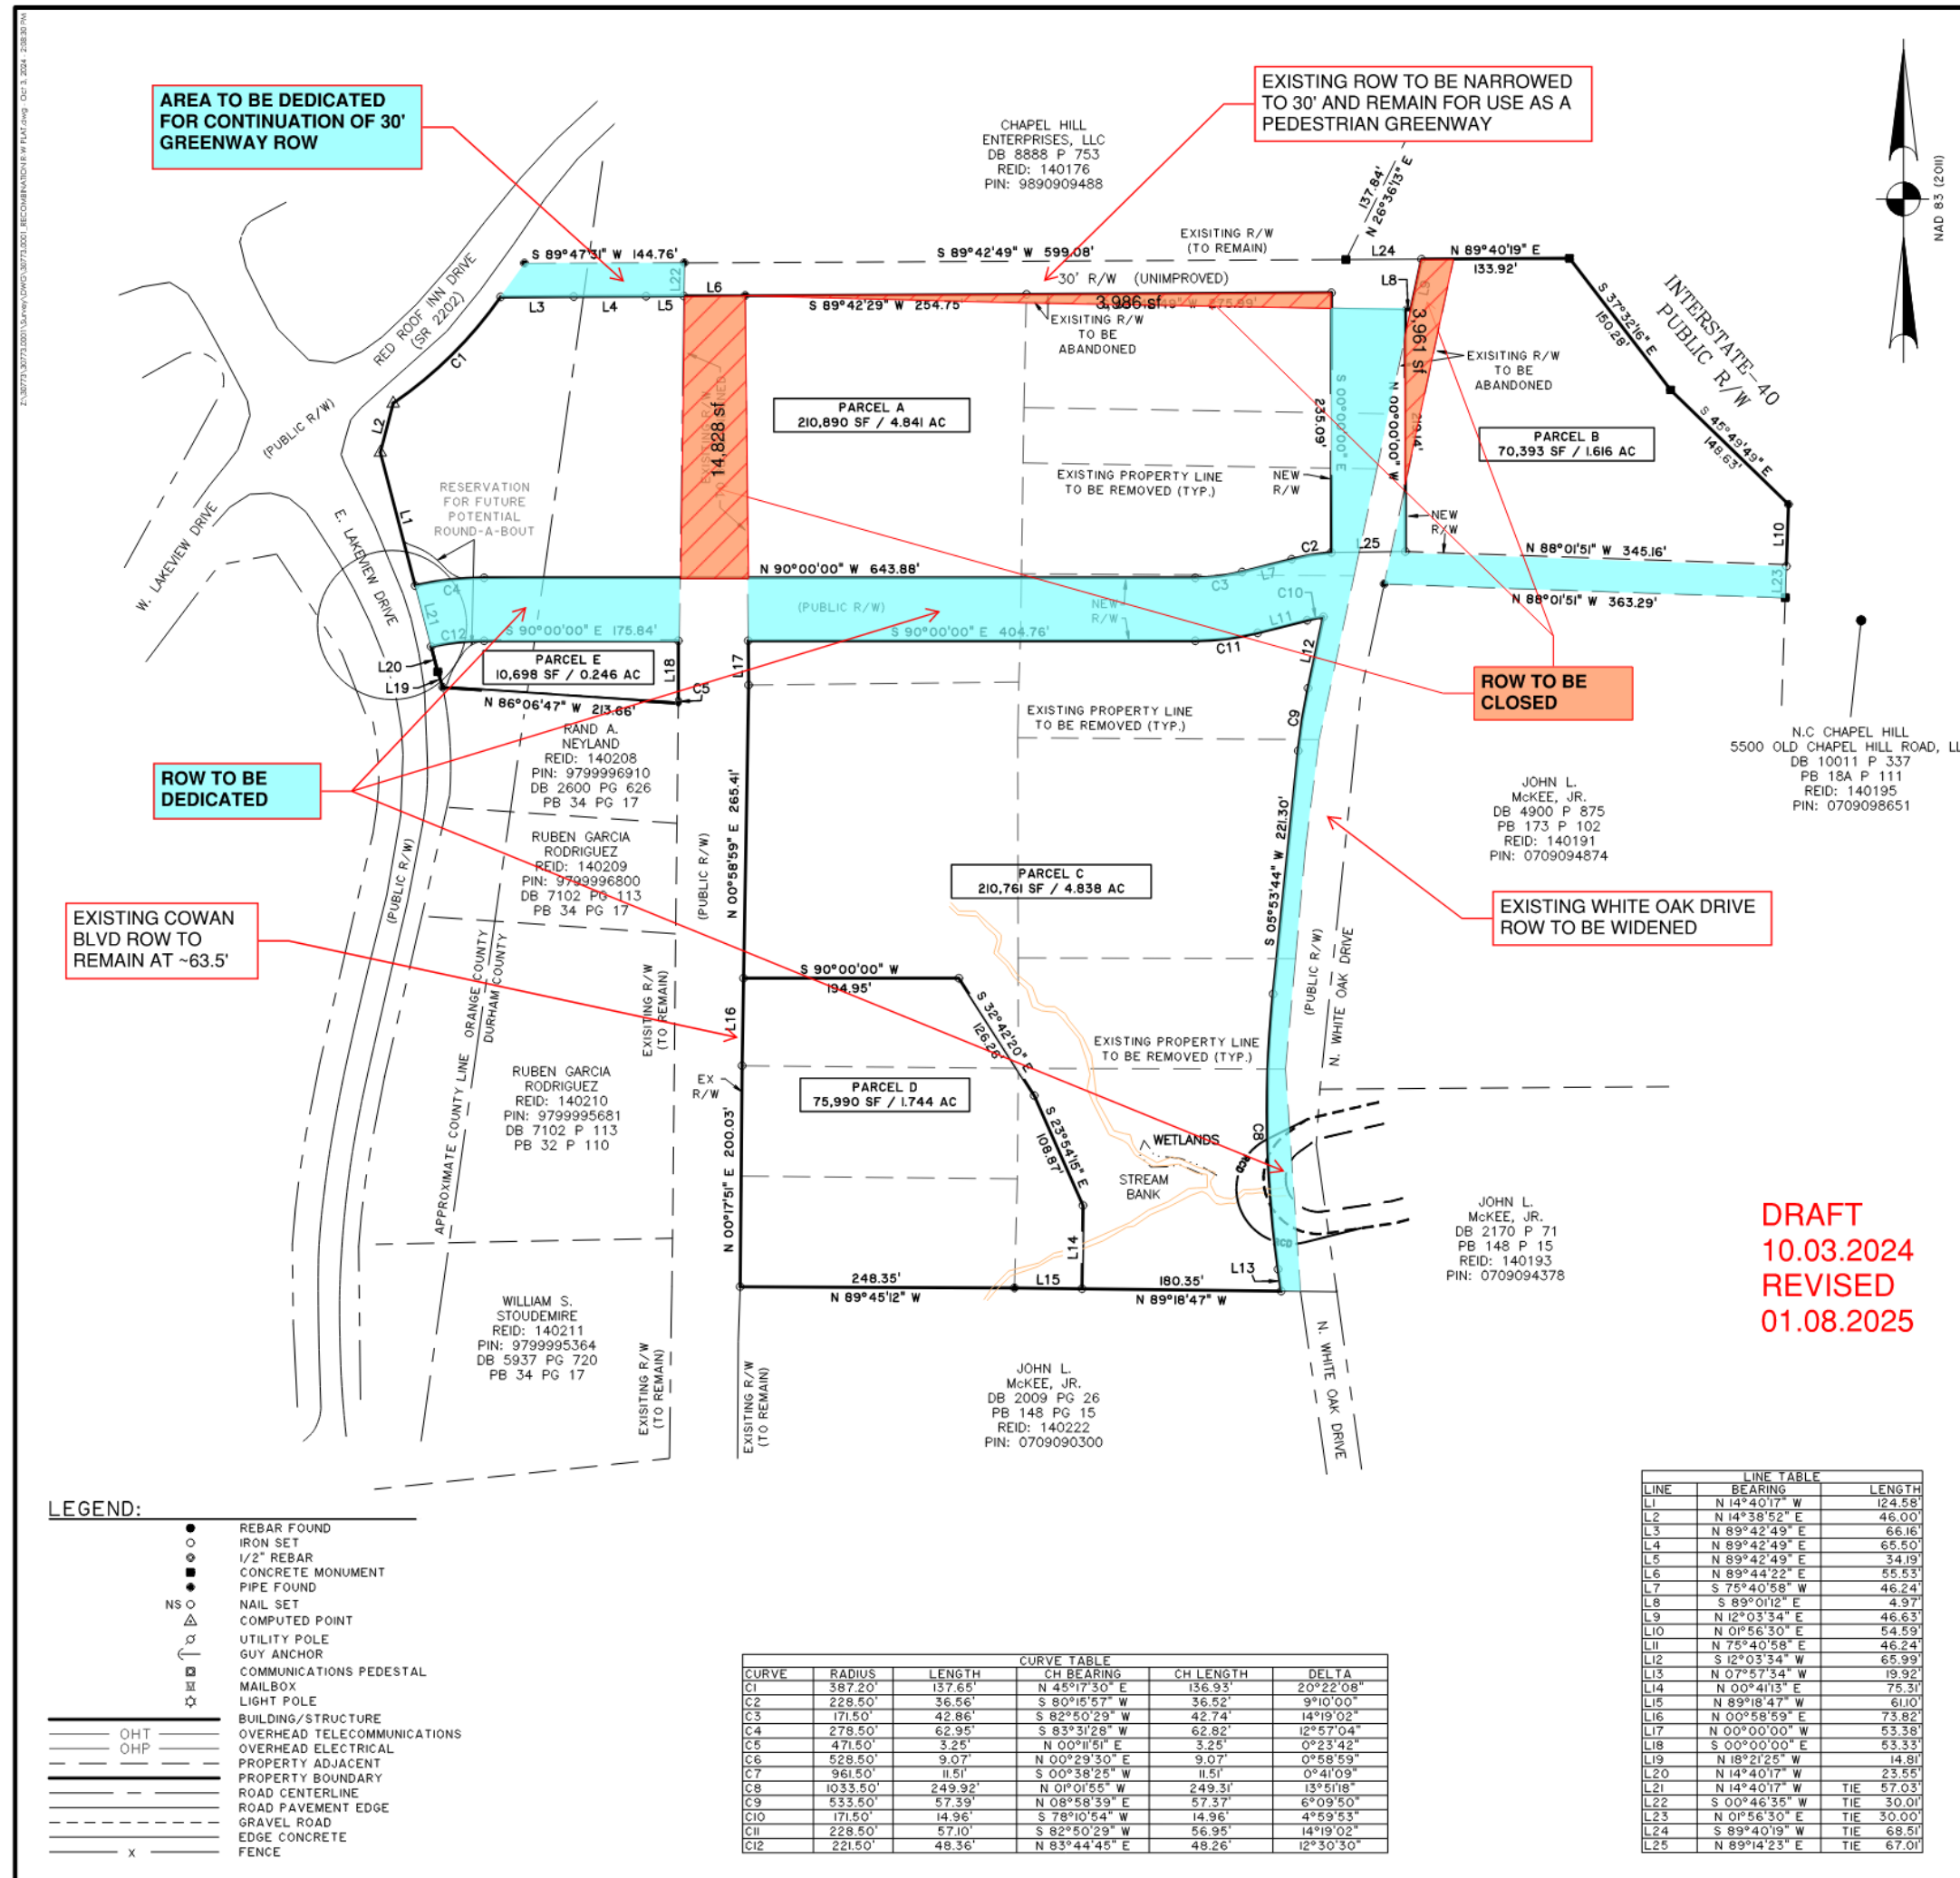 Z:\30773\30773.0001\Survey\DWG\30773.0001_RECOMBINATION R-W PLAT.dwg - Oct 3, 2024 - 2:08:30 PM
AREA TO BE DEDICATED
FOR CONTINUATION OF 30'
GREENWAY ROW
EXISTING ROW TO BE NARROWED
TO 30' AND REMAIN FOR USE AS A
PEDESTRIAN GREENWAY
CHAPEL HILL
ENTERPRISES, LLC
DB 8888 P 753
REID: 140176
PIN: 9890909488
137.84'
N 26°36'13" E
NAD 83 (2011)
RED ROOF INN DRIVE
(SR 2202)
S 89°47'31" W 144.76'
S 89°42'49" W 599.08'
EXISITING R/W
(TO REMAIN)
L24
N 89°40'19" E
133.92'
L22
L6
30' R/W (UNIMPROVED)
L8
L9
L3
L4
L5
S 89°42'29" W 254.75
3,986 sf
EXISITING R/W
TO BE
ABANDONED
3,961 sf
EXISITING R/W
TO BE
ABANDONED
S 37°32'16" E
150.28'
INTERSTATE-40
PUBLIC R/W
S 45°49'49" E
148.63'
C1
L2
L1
(PUBLIC R/W)
14,828 sf
PARCEL A
210,890 SF / 4.841 AC
S 00°00'00" E
235.09'
N 00°00'00" W
219.14'
PARCEL B
70,393 SF / 1.616 AC
RESERVATION
FOR FUTURE
POTENTIAL
ROUND-A-BOUT
EXISTING PROPERTY LINE
TO BE REMOVED (TYP.)
NEW
R/W
NEW
R/W
L10
W. LAKEVIEW DRIVE
E. LAKEVIEW DRIVE
N 90°00'00" W 643.88'
C2
L25
N 88°01'51" W 345.16'
C4
C3
L7
L23
L21
(PUBLIC R/W)
NEW
R/W
C10
L11
N 88°01'51" W 363.29'
C12
S 90°00'00" E 175.84'
S 90°00'00" E 404.76'
C11
L12
L20
L19
PARCEL E
10,698 SF / 0.246 AC
L18
L17
C5
N 86°06'47" W 213.66'
ROW TO BE
CLOSED
EXISTING PROPERTY LINE
TO BE REMOVED (TYP.)
C9
RAND A.
NEYLAND
REID: 140208
PIN: 9799996910
DB 2600 PG 626
PB 34 PG 17
ROW TO BE
DEDICATED
N.C CHAPEL HILL
5500 OLD CHAPEL HILL ROAD, LL
DB 10011 P 337
PB 18A P 111
REID: 140195
PIN: 0709098651
JOHN L.
McKEE, JR.
DB 4900 P 875
PB 173 P 102
REID: 140191
PIN: 0709094874
N 00°58'59" E 265.41'
S 05°53'44" W 221.30'
(PUBLIC R/W)
(PUBLIC R/W)
RUBEN GARCIA
RODRIGUEZ
REID: 140209
PIN: 9799996800
DB 7102 PG 113
PB 34 PG 17
PARCEL C
210,761 SF / 4.838 AC
EXISTING WHITE OAK DRIVE
ROW TO BE WIDENED
EXISTING COWAN
BLVD ROW TO
REMAIN AT ~63.5'
ORANGE COUNTY
DURHAM COUNTY
APPROXIMATE COUNTY LINE
EXISITING R/W
(TO REMAIN)
S 90°00'00" W
194.95'
L16
S 32°42'20" E
126.26'
(PUBLIC R/W)
N. WHITE OAK DRIVE
EXISTING PROPERTY LINE
TO BE REMOVED (TYP.)
RUBEN GARCIA
RODRIGUEZ
REID: 140210
PIN: 9799995681
DB 7102 P 113
PB 32 P 110
EX
R/W
PARCEL D
75,990 SF / 1.744 AC
S 23°54'15" E
108.87'
WETLANDS
STREAM
BANK
C8
RCD
RCD
N 00°17'51" E 200.03'
L14
L13
JOHN L.
McKEE, JR.
DB 2170 P 71
PB 148 P 15
REID: 140193
PIN: 0709094378
DRAFT
10.03.2024
REVISED
01.08.2025
248.35'
N 89°45'12" W
L15
180.35'
N 89°18'47" W
WILLIAM S.
STOUDEMIRE
REID: 140211
PIN: 9799995364
DB 5937 PG 720
PB 34 PG 17
EXISITING R/W
(TO REMAIN)
EXISITING R/W
(TO REMAIN)
JOHN L.
McKEE, JR.
DB 2009 PG 26
PB 148 PG 15
REID: 140222
PIN: 0709090300
N. WHITE OAK DRIVE
LEGEND:
REBAR FOUND
IRON SET
1/2" REBAR
CONCRETE MONUMENT
PIPE FOUND
NS NAIL SET
COMPUTED POINT
UTILITY POLE
GUY ANCHOR
COMMUNICATIONS PEDESTAL
MAILBOX
LIGHT POLE
BUILDING/STRUCTURE
OHT OVERHEAD TELECOMMUNICATIONS
OHP OVERHEAD ELECTRICAL
PROPERTY ADJACENT
PROPERTY BOUNDARY
ROAD CENTERLINE
ROAD PAVEMENT EDGE
GRAVEL ROAD
EDGE CONCRETE
X FENCE
CURVE TABLE
CURVE RADIUS LENGTH CH BEARING CH LENGTH DELTA
C1 387.20' 137.65' N 45°17'30" E 136.93' 20°22'08"
C2 228.50' 36.56' S 80°15'57" W 36.52' 9°10'00"
C3 171.50' 42.86' S 82°50'29" W 42.74' 14°19'02"
C4 278.50' 62.95' S 83°31'28" W 62.82' 12°57'04"
C5 471.50' 3.25' N 00°11'51" E 3.25' 0°23'42"
C6 528.50' 9.07' N 00°29'30" E 9.07' 0°58'59"
C7 961.50' 11.51' S 00°38'25" W 11.51' 0°41'09"
C8 1033.50' 249.92' N 01°01'55" W 249.31' 13°51'18"
C9 533.50' 57.39' N 08°58'39" E 57.37' 6°09'50"
C10 171.50' 14.96' S 78°10'54" W 14.96' 4°59'53"
C11 228.50' 57.10' S 82°50'29" W 56.95' 14°19'02"
C12 221.50' 48.36' N 83°44'45" E 48.26' 12°30'30"
LINE TABLE
LINE BEARING LENGTH
L1 N 14°40'17" W 124.58'
L2 N 14°38'52" E 46.00'
L3 N 89°42'49" E 66.16'
L4 N 89°42'49" E 65.50'
L5 N 89°42'49" E 34.19'
L6 N 89°44'22" E 55.53'
L7 S 75°40'58" W 46.24'
L8 S 89°01'12" E 4.97'
L9 N 12°03'34" E 46.63'
L10 N 01°56'30" E 54.59'
L11 N 75°40'58" E 46.24'
L12 S 12°03'34" W 65.99'
L13 N 07°57'34" W 19.92'
L14 N 00°41'13" E 75.31'
L15 N 89°18'47" W 61.10'
L16 N 00°58'59" E 73.82'
L17 N 00°00'00" W 53.38'
L18 S 00°00'00" E 53.33'
L19 N 18°21'25" W 14.81'
L20 N 14°40'17" W 23.55'
L21 N 14°40'17" W TIE 57.03'
L22 S 00°46'35" W TIE 30.01'
L23 N 01°56'30" E TIE 30.00'
L24 S 89°40'19" W TIE 68.51'
L25 N 89°14'23" E TIE 67.01'